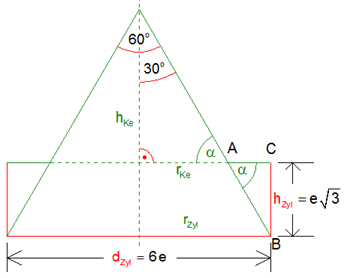 60°
30°
h_Ke
A
C
α
α
r_Ke
h_Zyl = e√3
r_Zyl
B
d_Zyl = 6e